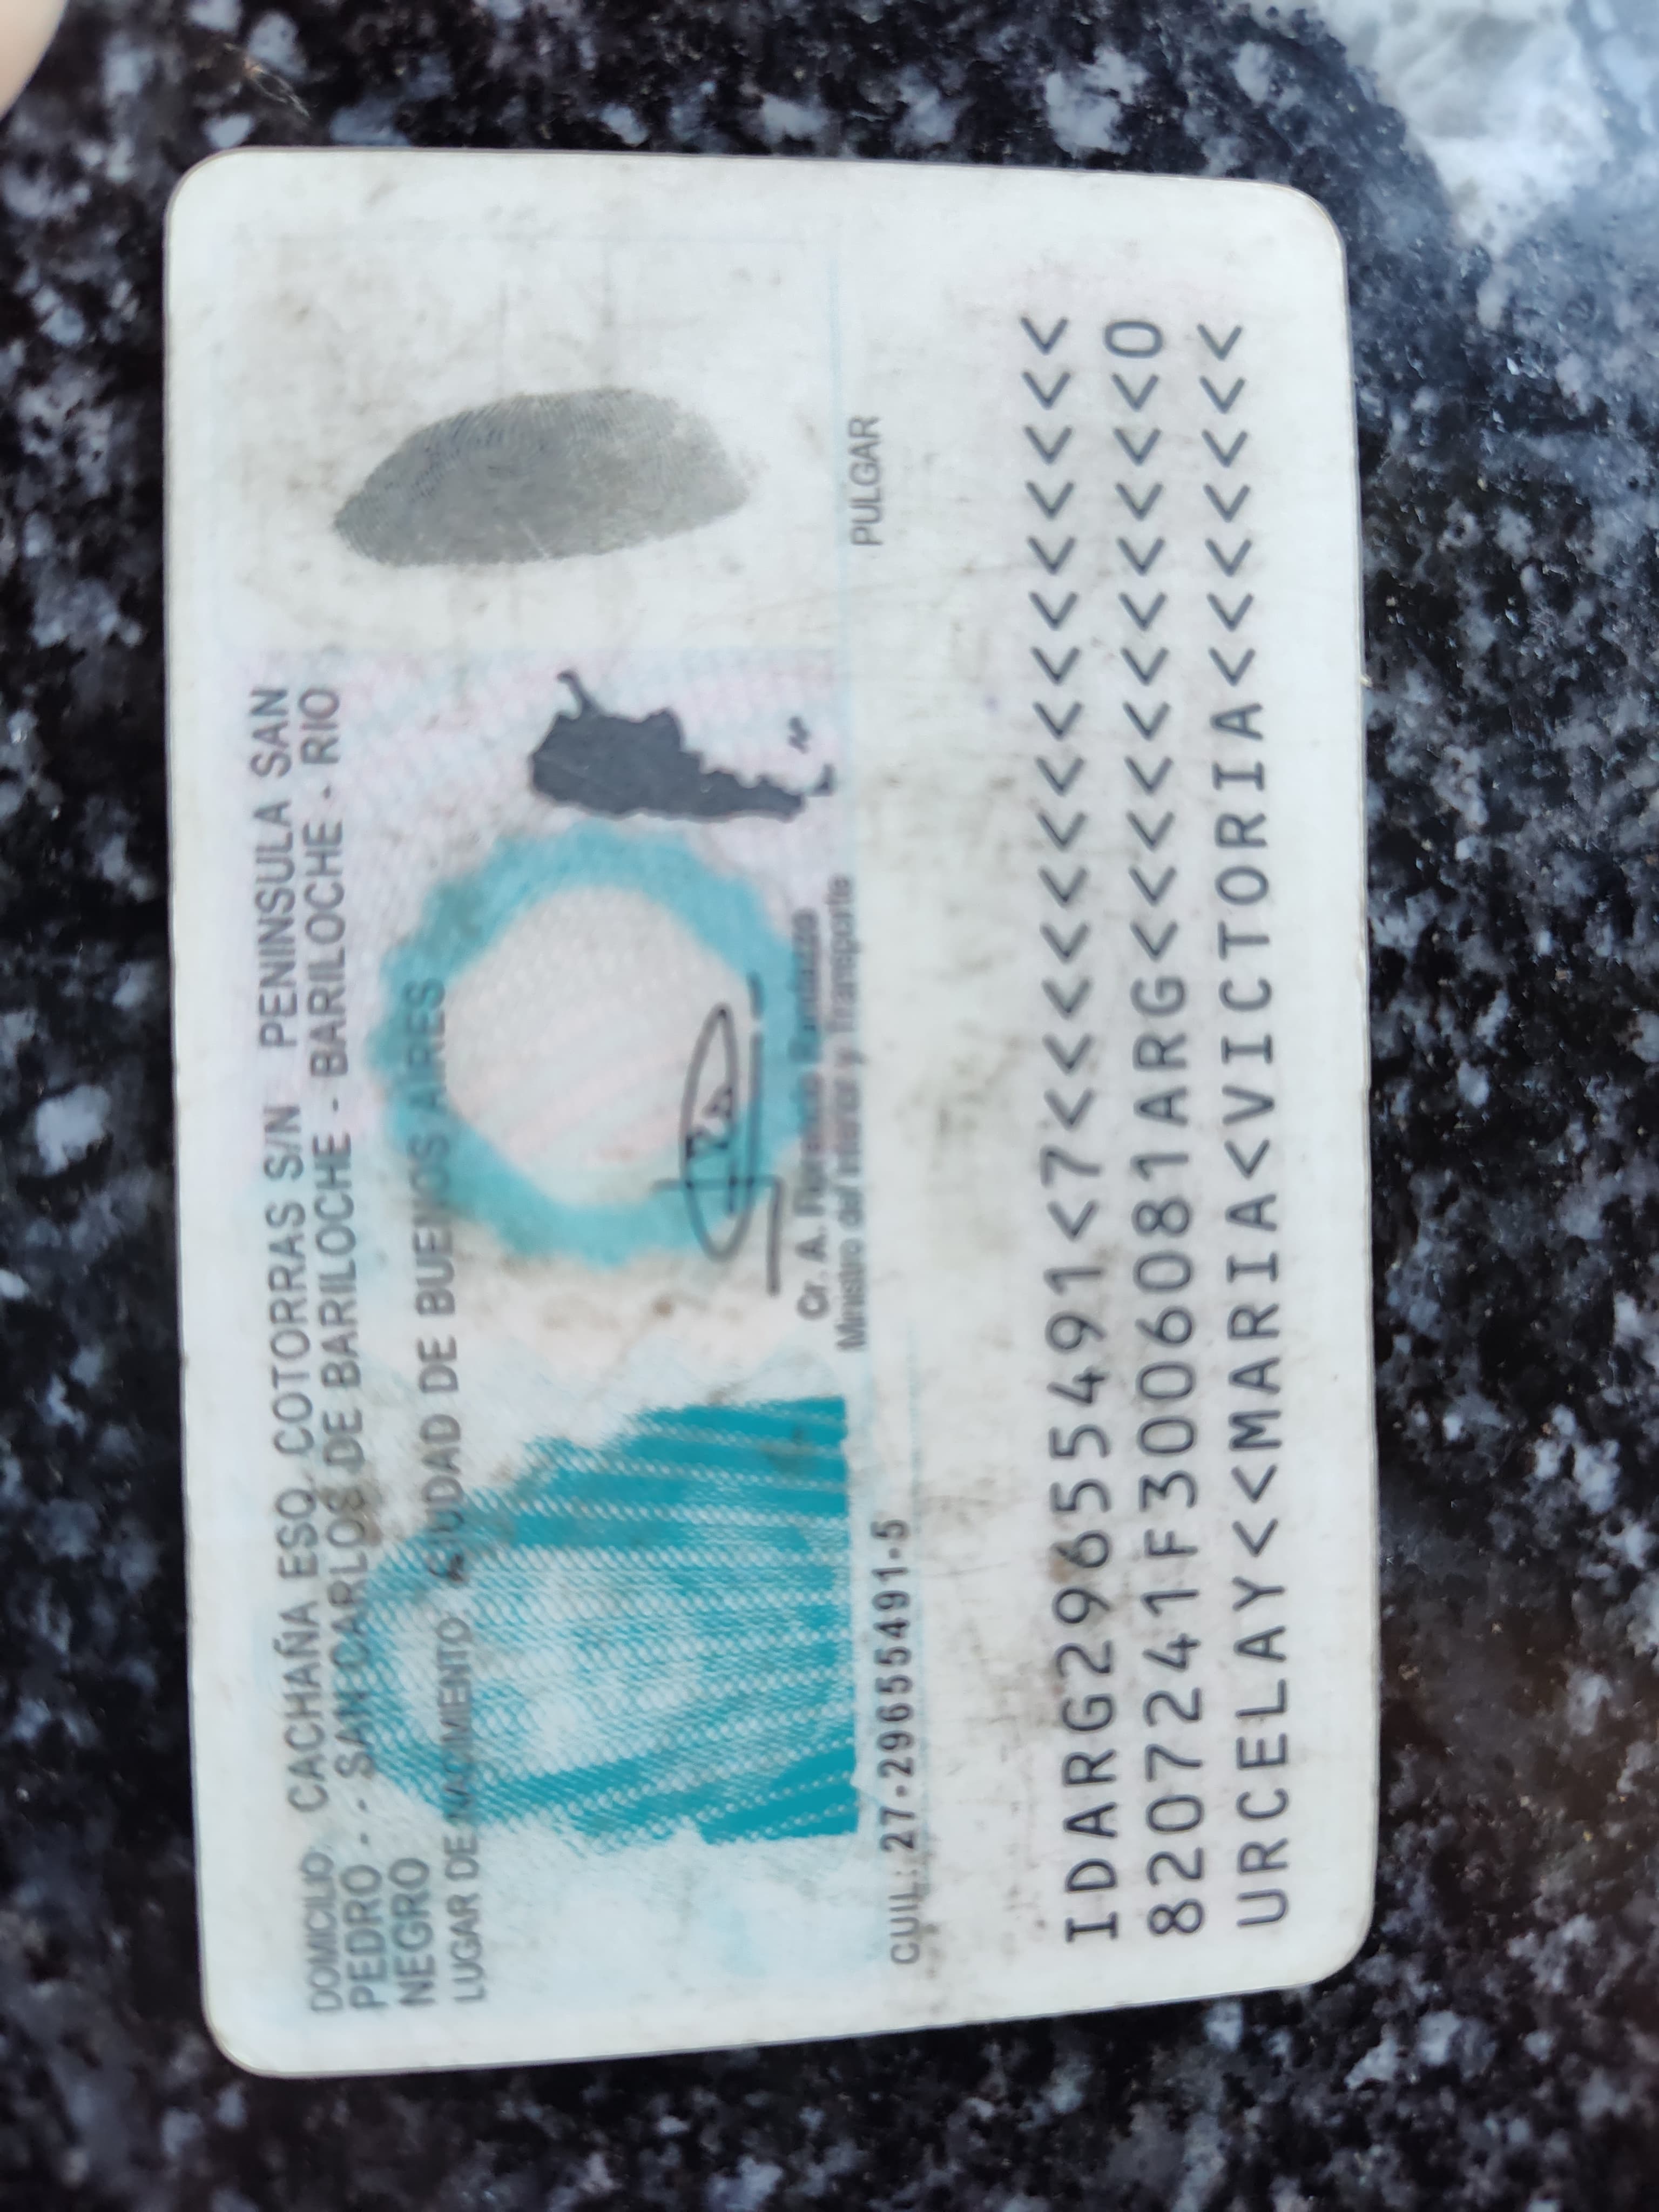 DOMICILIO: CACHAÑA ESQ. COTORRAS S/N PENINSULA SAN
PEDRO - - SAN CARLOS DE BARILOCHE - BARILOCHE - RIO
NEGRO
LUGAR DE NACIMIENTO: CIUDAD DE BUENOS AIRES
Cr. A. Florencio Randazzo
Ministro del Interior y Transporte
PULGAR
CUIL: 27-29655491-5
IDARG29655491<7<<<<<<<<<<<<<<<
8207241F3006081ARG<<<<<<<<<<<0
URCELAY<<MARIA<VICTORIA<<<<<<<